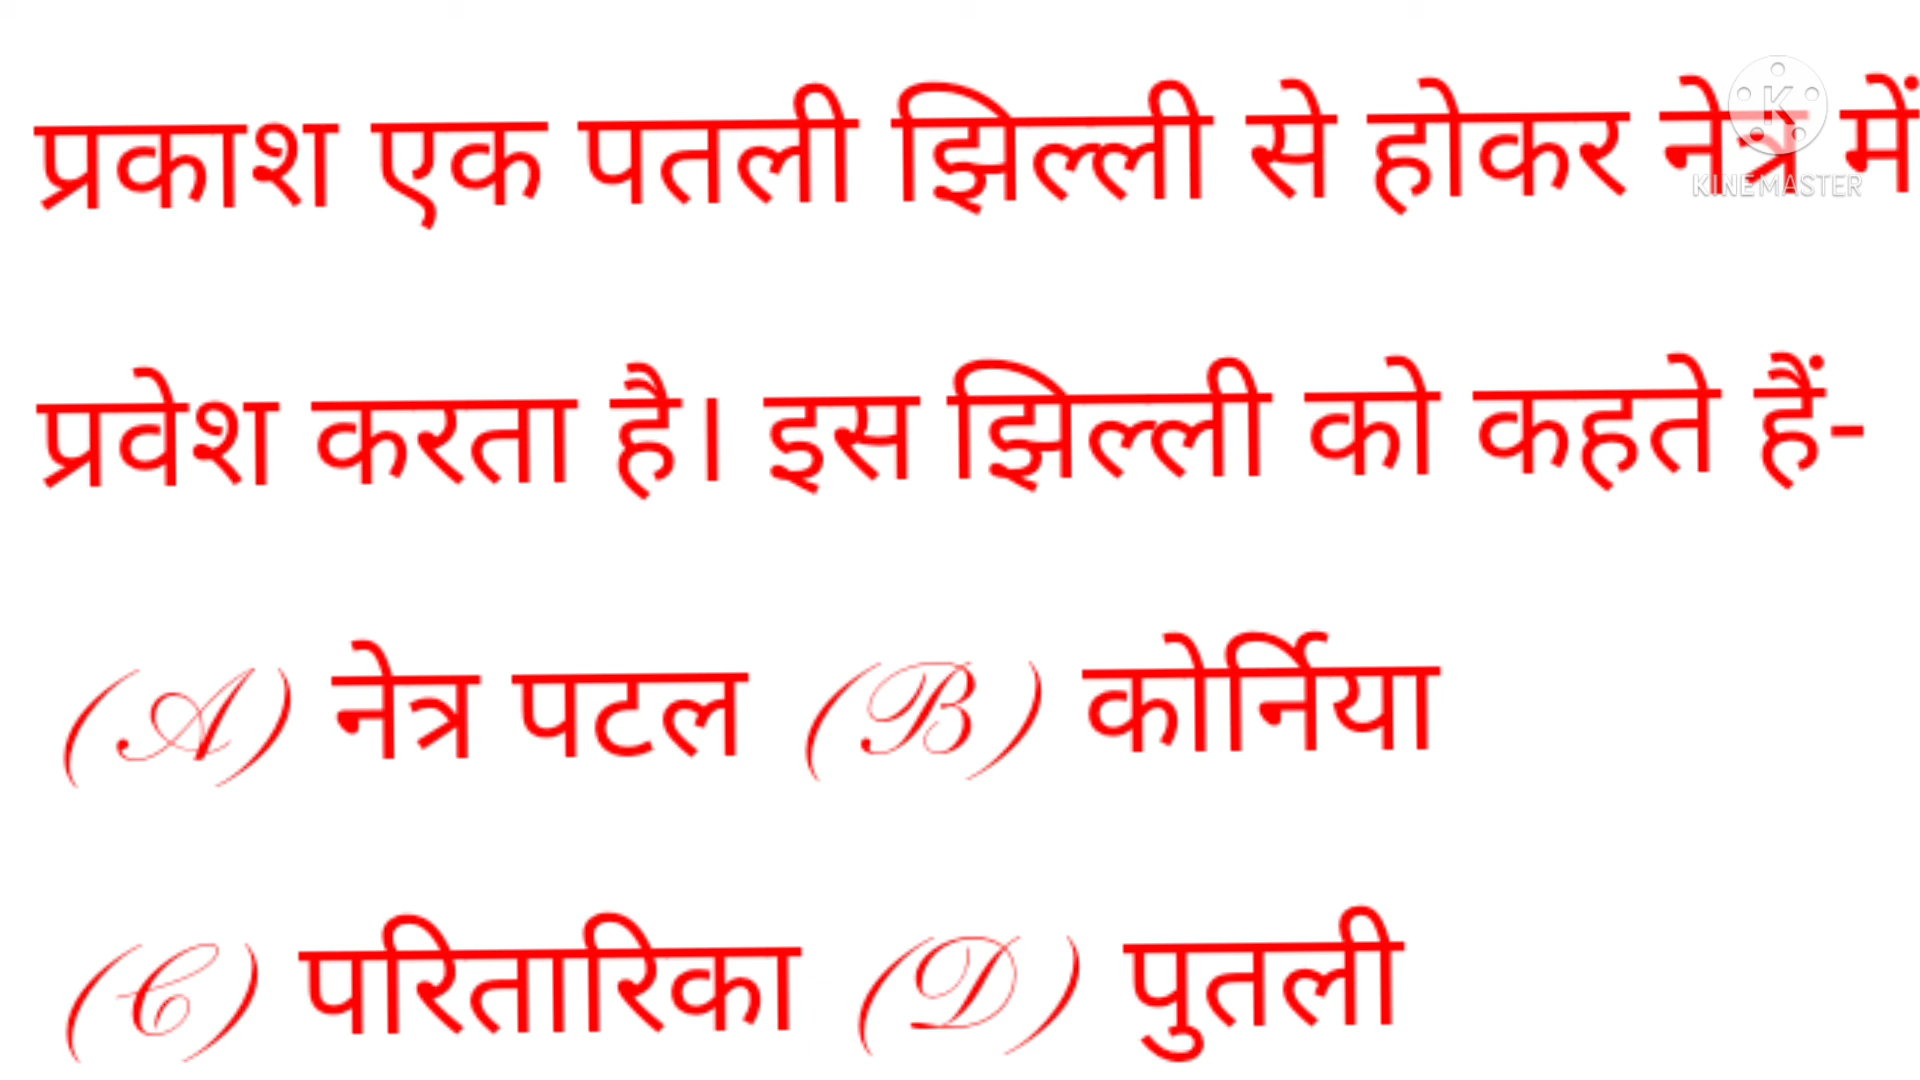 प्रकाश एक पतली झिल्ली से होकर नेत्र में
KINEMASTER
प्रवेश करता है। इस झिल्ली को कहते हैं-
(A) नेत्र पटल (B) कोर्निया
(C) परितारिका (D) पुतली